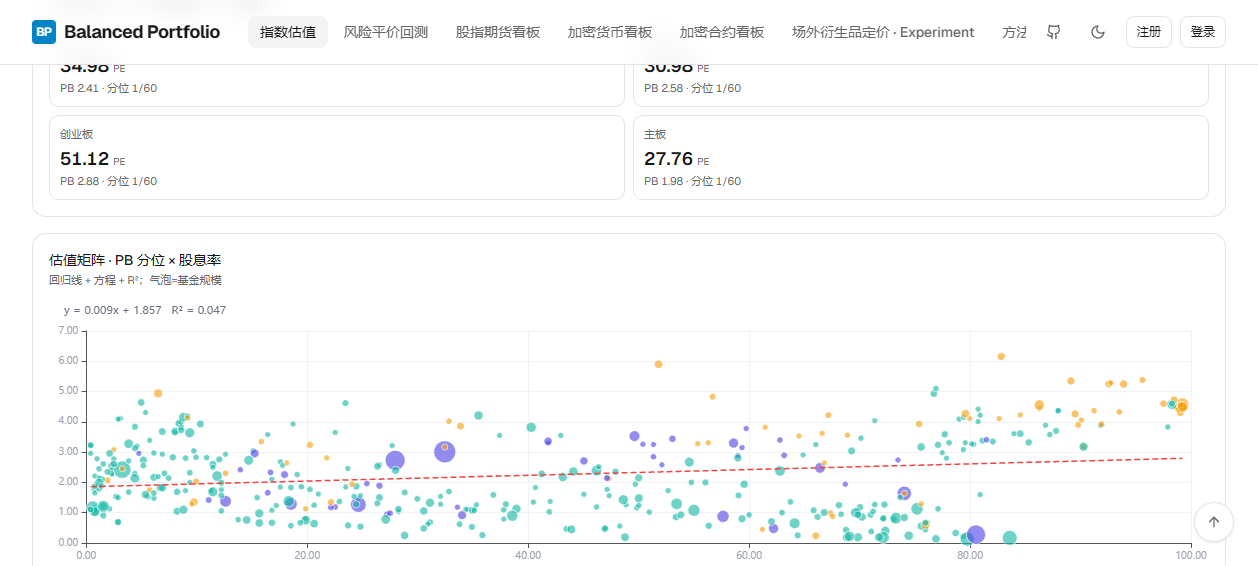 BP Balanced Portfolio 指数估值 风险平价回测 股指期货看板 加密货币看板 加密合约看板 场外衍生品定价 · Experiment 方法 注册 登录
34.98 PE
PB 2.41 · 分位 1/60
30.98 PE
PB 2.58 · 分位 1/60
创业板
51.12 PE
PB 2.88 · 分位 1/60
主板
27.76 PE
PB 1.98 · 分位 1/60
估值矩阵 · PB 分位 × 股息率
回归线 + 方程 + R²；气泡=基金规模
y = 0.009x + 1.857 R² = 0.047
7.00
6.00
5.00
4.00
3.00
2.00
1.00
0.00
0.00 20.00 40.00 60.00 80.00 100.00